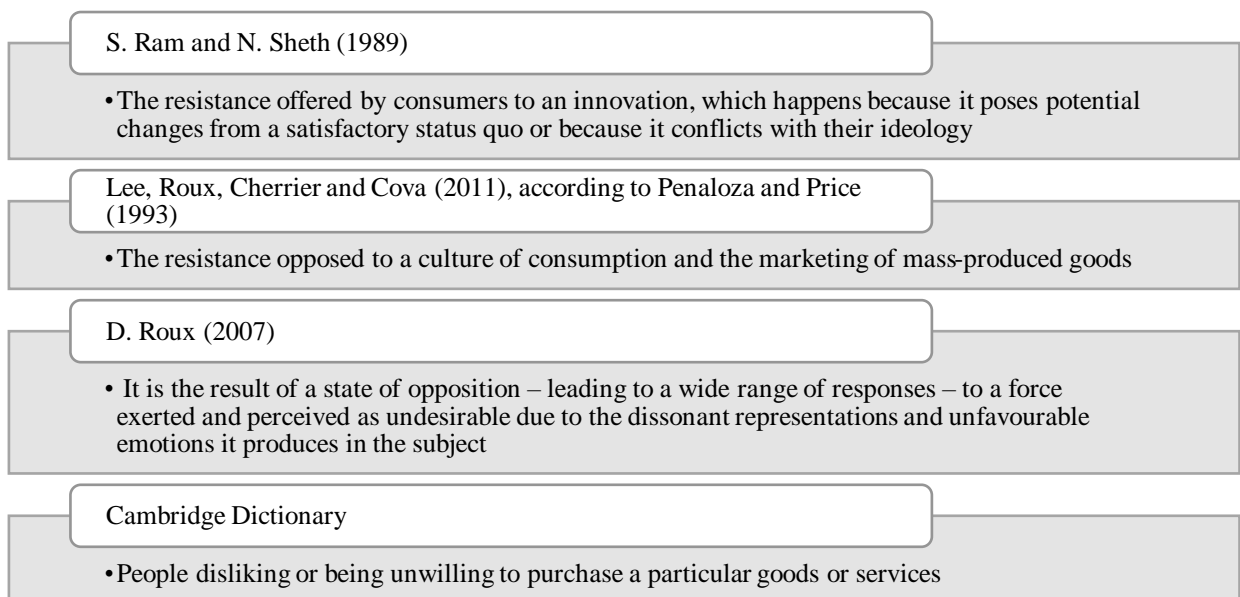 S. Ram and N. Sheth (1989)
•The resistance offered by consumers to an innovation, which happens because it poses potential
changes from a satisfactory status quo or because it conflicts with their ideology
Lee, Roux, Cherrier and Cova (2011), according to Penaloza and Price
(1993)
•The resistance opposed to a culture of consumption and the marketing of mass-produced goods
D. Roux (2007)
• It is the result of a state of opposition – leading to a wide range of responses – to a force
exerted and perceived as undesirable due to the dissonant representations and unfavourable
emotions it produces in the subject
Cambridge Dictionary
•People disliking or being unwilling to purchase a particular goods or services